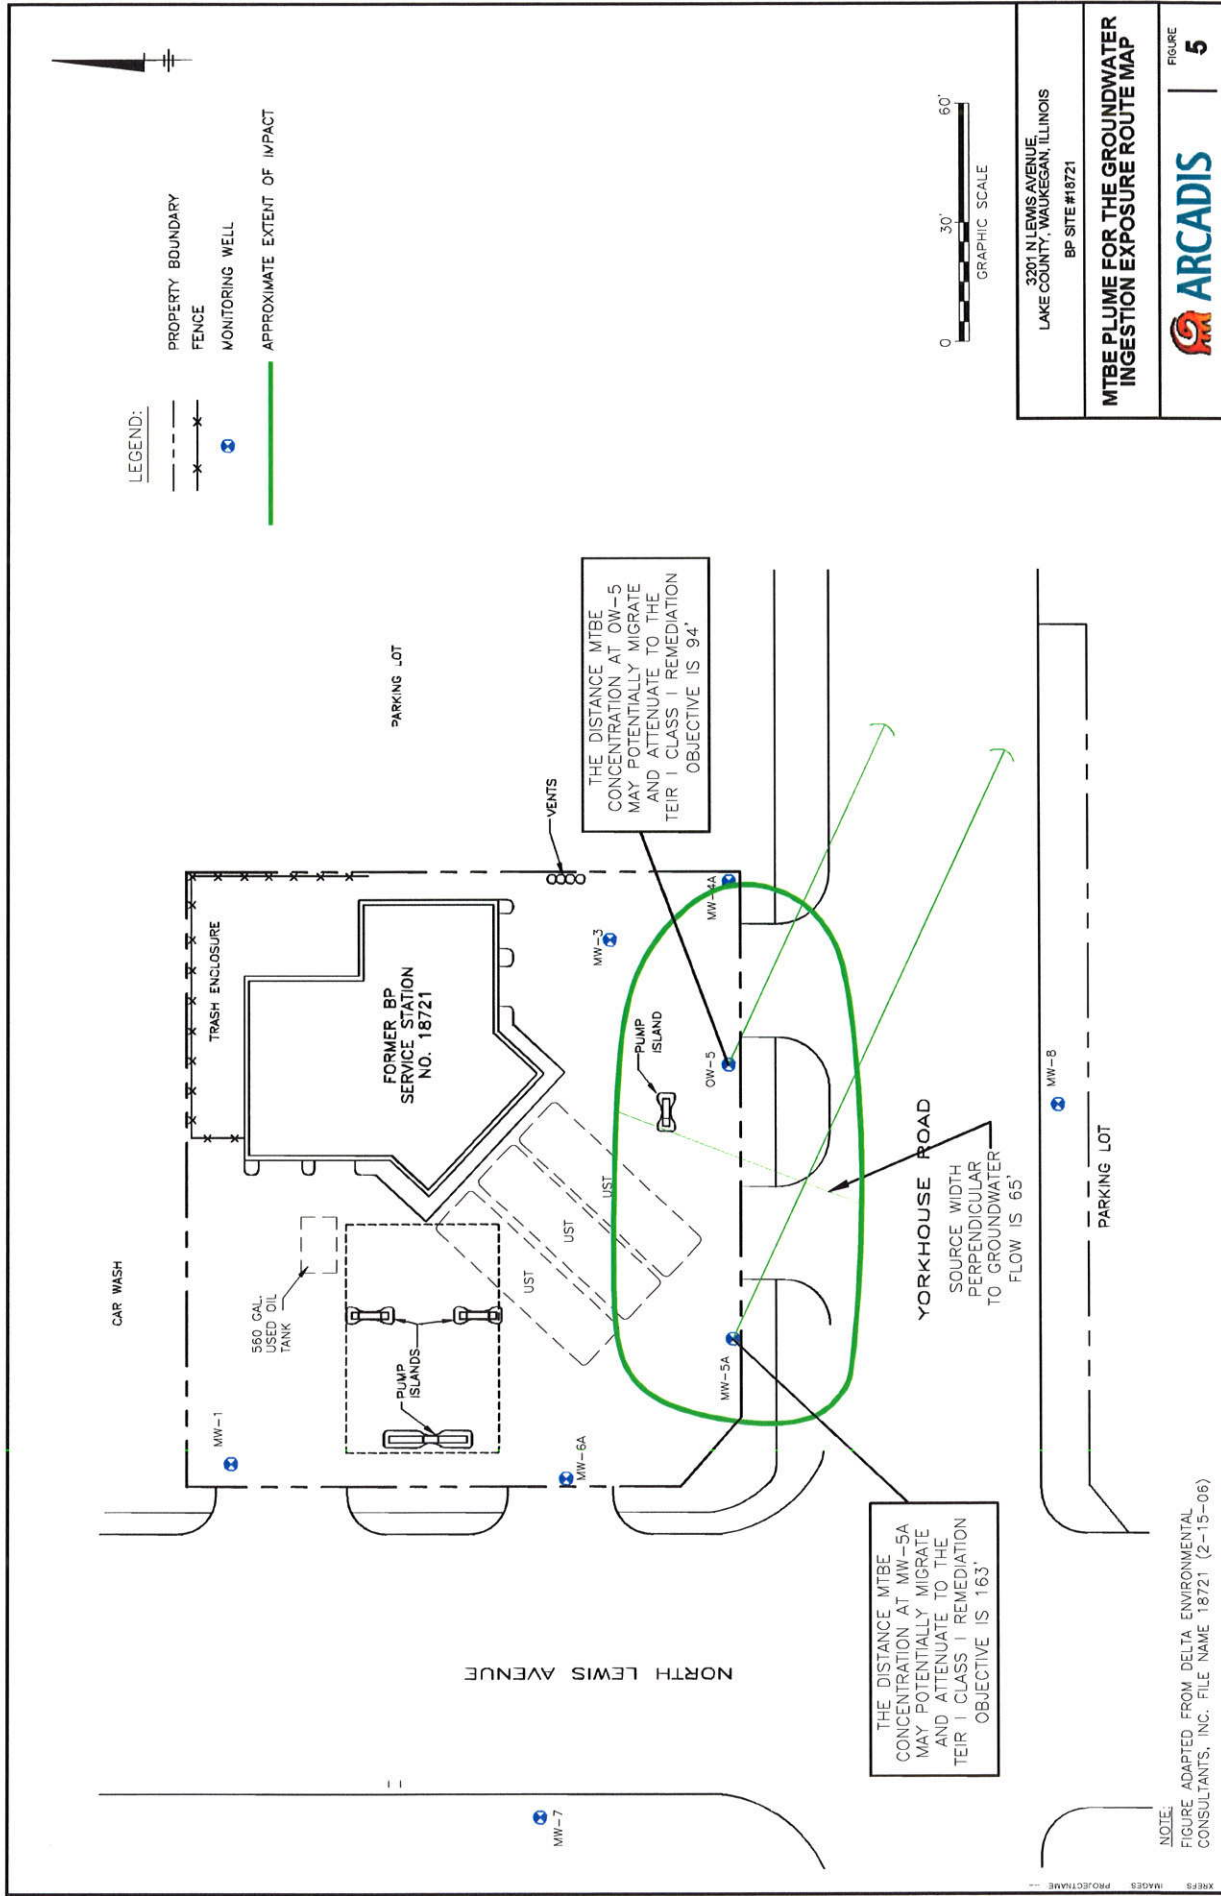 LEGEND:
PROPERTY BOUNDARY
FENCE
MONITORING WELL
APPROXIMATE EXTENT OF IMPACT
CAR WASH
TRASH ENCLOSURE
560 GAL.
USED OIL
TANK
FORMER BP
SERVICE STATION
NO. 18721
PARKING LOT
MW-1
PUMP
ISLANDS
UST
UST
UST
VENTS
MW-3
MW-6A
PUMP
ISLAND
MW-5A
OW-5
MW-4A
MW-7
NORTH LEWIS AVENUE
THE DISTANCE MTBE
CONCENTRATION AT OW-5
MAY POTENTIALLY MIGRATE
AND ATTENUATE TO THE
TEIR I CLASS I REMEDIATION
OBJECTIVE IS 94'
THE DISTANCE MTBE
CONCENTRATION AT MW-5A
MAY POTENTIALLY MIGRATE
AND ATTENUATE TO THE
TEIR I CLASS I REMEDIATION
OBJECTIVE IS 163'
YORKHOUSE ROAD
SOURCE WIDTH
PERPENDICULAR
TO GROUNDWATER
FLOW IS 65'
MW-8
PARKING LOT
0 30' 60'
GRAPHIC SCALE
NOTE:
FIGURE ADAPTED FROM DELTA ENVIRONMENTAL
CONSULTANTS, INC. FILE NAME 18721 (2-15-06)
3201 N LEWIS AVENUE,
LAKE COUNTY, WAUKEGAN, ILLINOIS
BP SITE #18721
MTBE PLUME FOR THE GROUNDWATER
INGESTION EXPOSURE ROUTE MAP
ARCADIS
FIGURE
5
XREFS IMAGES PROJECTNAME: ---